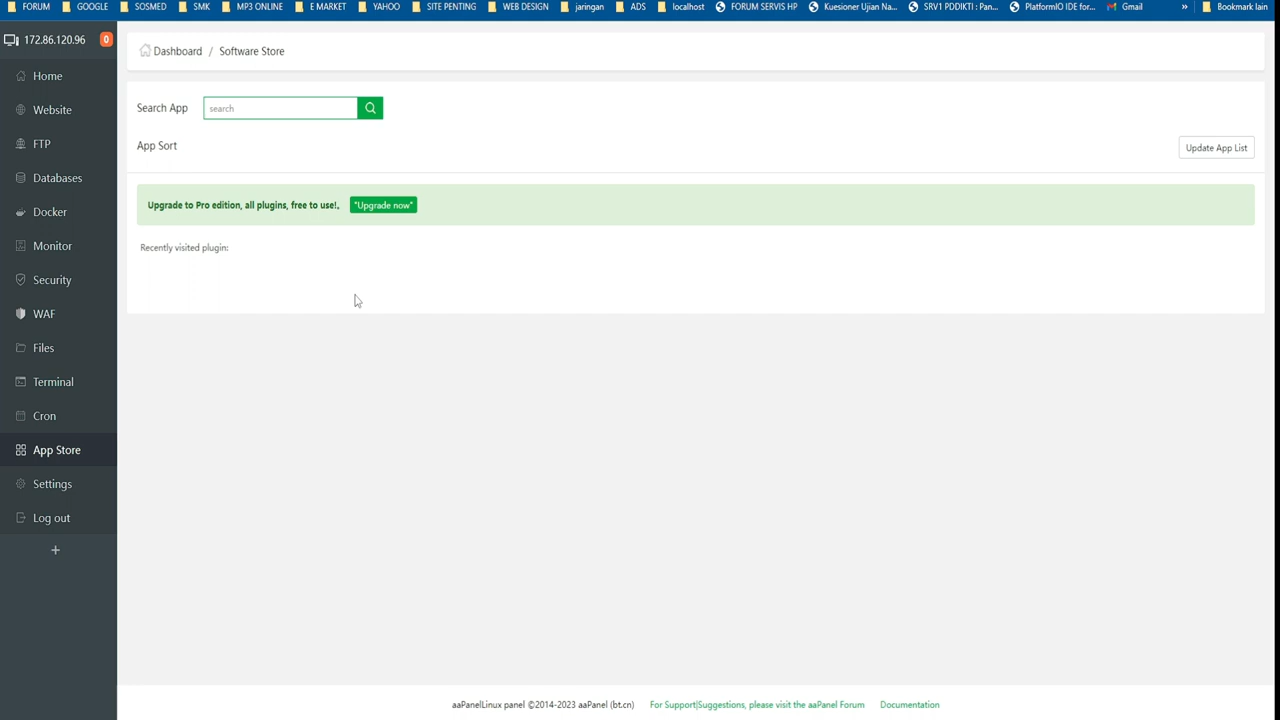 FORUM GOOGLE SOSMED SMK MP3 ONLINE E MARKET YAHOO SITE PENTING WEB DESIGN jaringan ADS localhost FORUM SERVIS HP Kuesioner Ujian Na... SRV1 PDDIKTI : Pan... PlatformIO IDE for... Gmail » Bookmark lain
172.86.120.96 0
Dashboard / Software Store
Home
Website
FTP
Databases
Docker
Monitor
Security
WAF
Files
Terminal
Cron
App Store
Settings
Log out
+
Search App search
App Sort
Update App List
Upgrade to Pro edition, all plugins, free to use!。 "Upgrade now"
Recently visited plugin:
aaPanelLinux panel ©2014-2023 aaPanel (bt.cn) For Support|Suggestions, please visit the aaPanel Forum Documentation